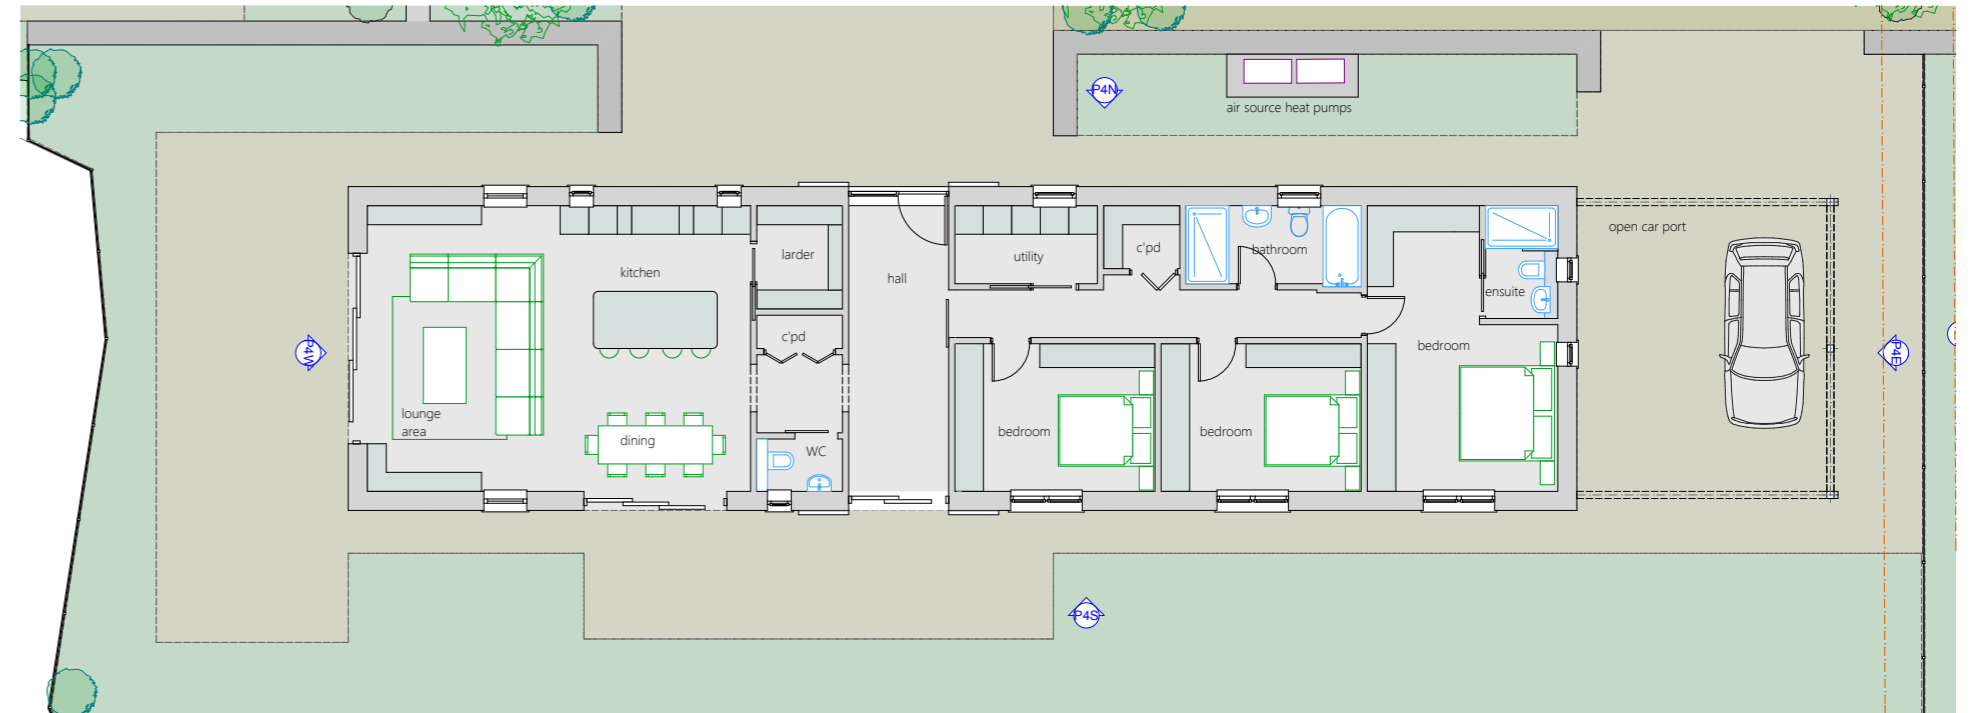 P4N
air source heat pumps
open car port
larder
utility
c'pd
bathroom
kitchen
hall
ensuite
c'pd
bedroom
P4W
P4E
lounge
area
dining
bedroom
bedroom
WC
P4S